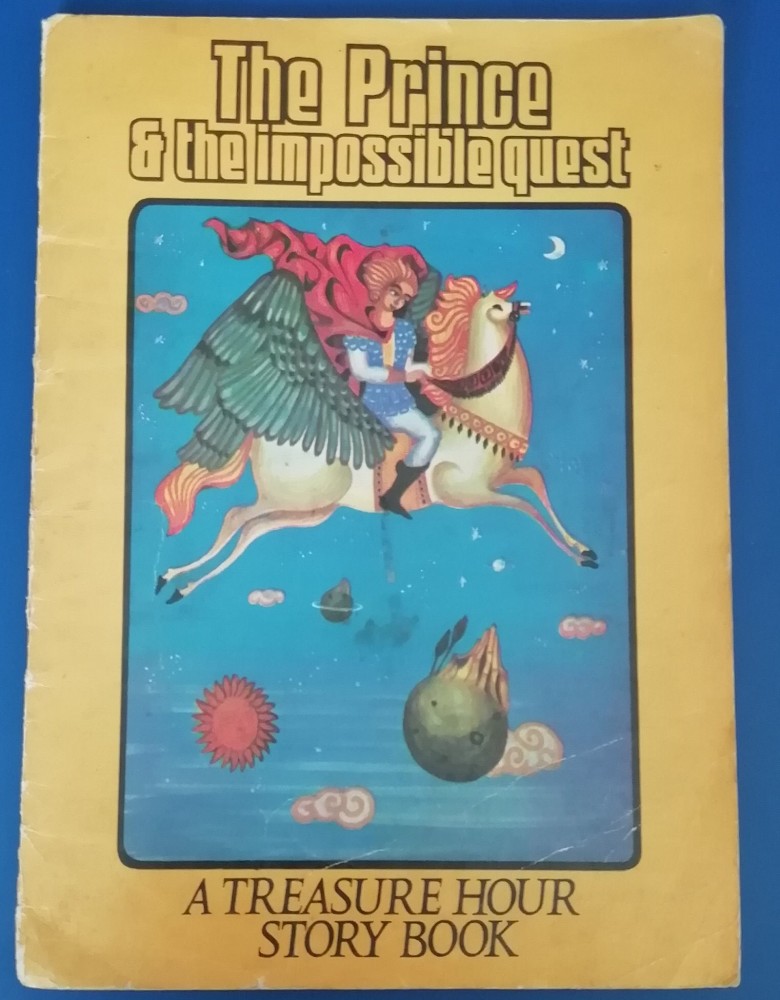 The Prince
& the impossible quest
A TREASURE HOUR
STORY BOOK